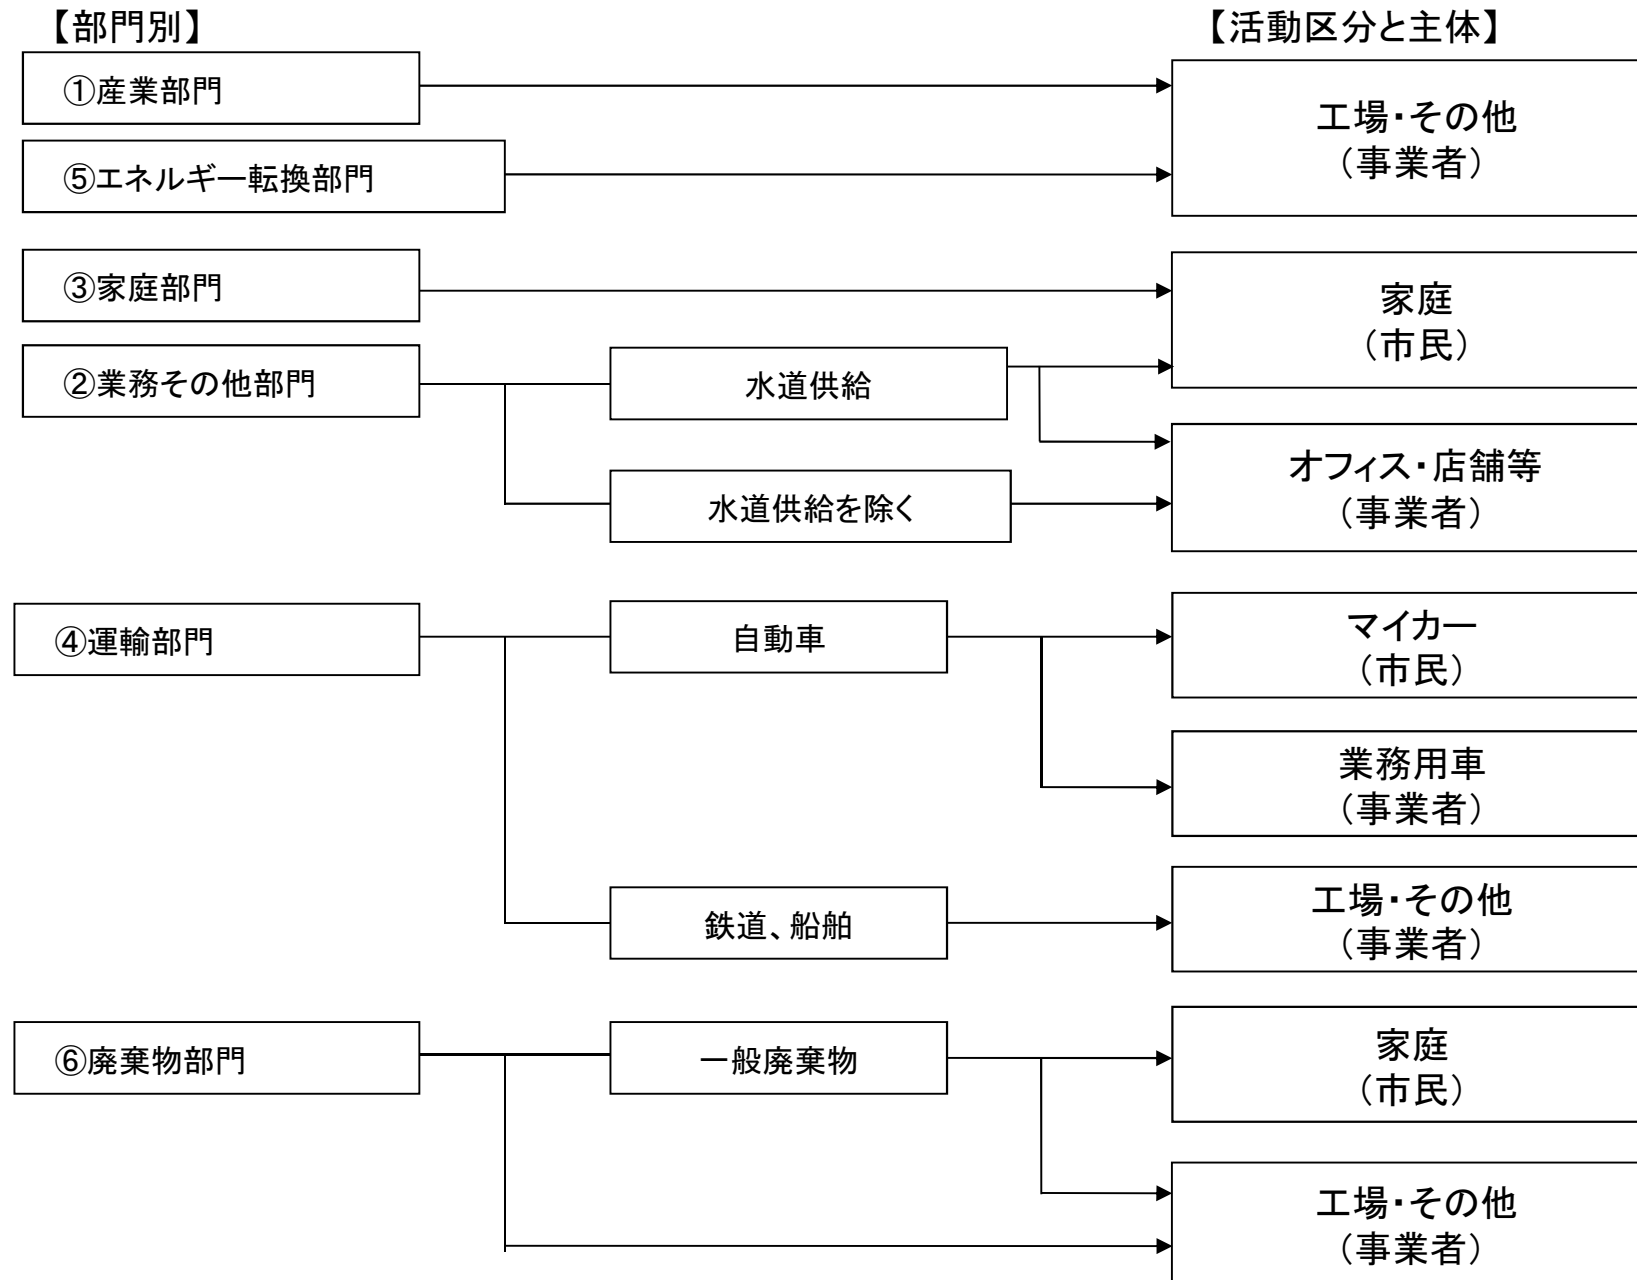 【部門別】
【活動区分と主体】
①産業部門
工場・その他
（事業者）
⑤エネルギー転換部門
③家庭部門
家庭
（市民）
②業務その他部門
水道供給
オフィス・店舗等
（事業者）
水道供給を除く
④運輸部門
自動車
マイカー
（市民）
業務用車
（事業者）
鉄道、船舶
工場・その他
（事業者）
⑥廃棄物部門
一般廃棄物
家庭
（市民）
工場・その他
（事業者）